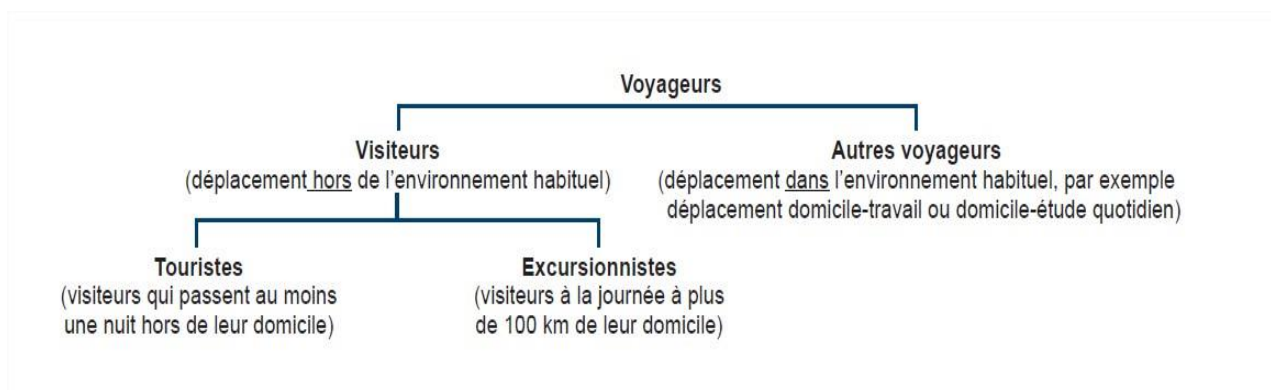 Voyageurs
Visiteurs
(déplacement hors de l'environnement habituel)
Autres voyageurs
(déplacement dans l'environnement habituel, par exemple
déplacement domicile-travail ou domicile-étude quotidien)
Touristes
(visiteurs qui passent au moins
une nuit hors de leur domicile)
Excursionnistes
(visiteurs à la journée à plus
de 100 km de leur domicile)